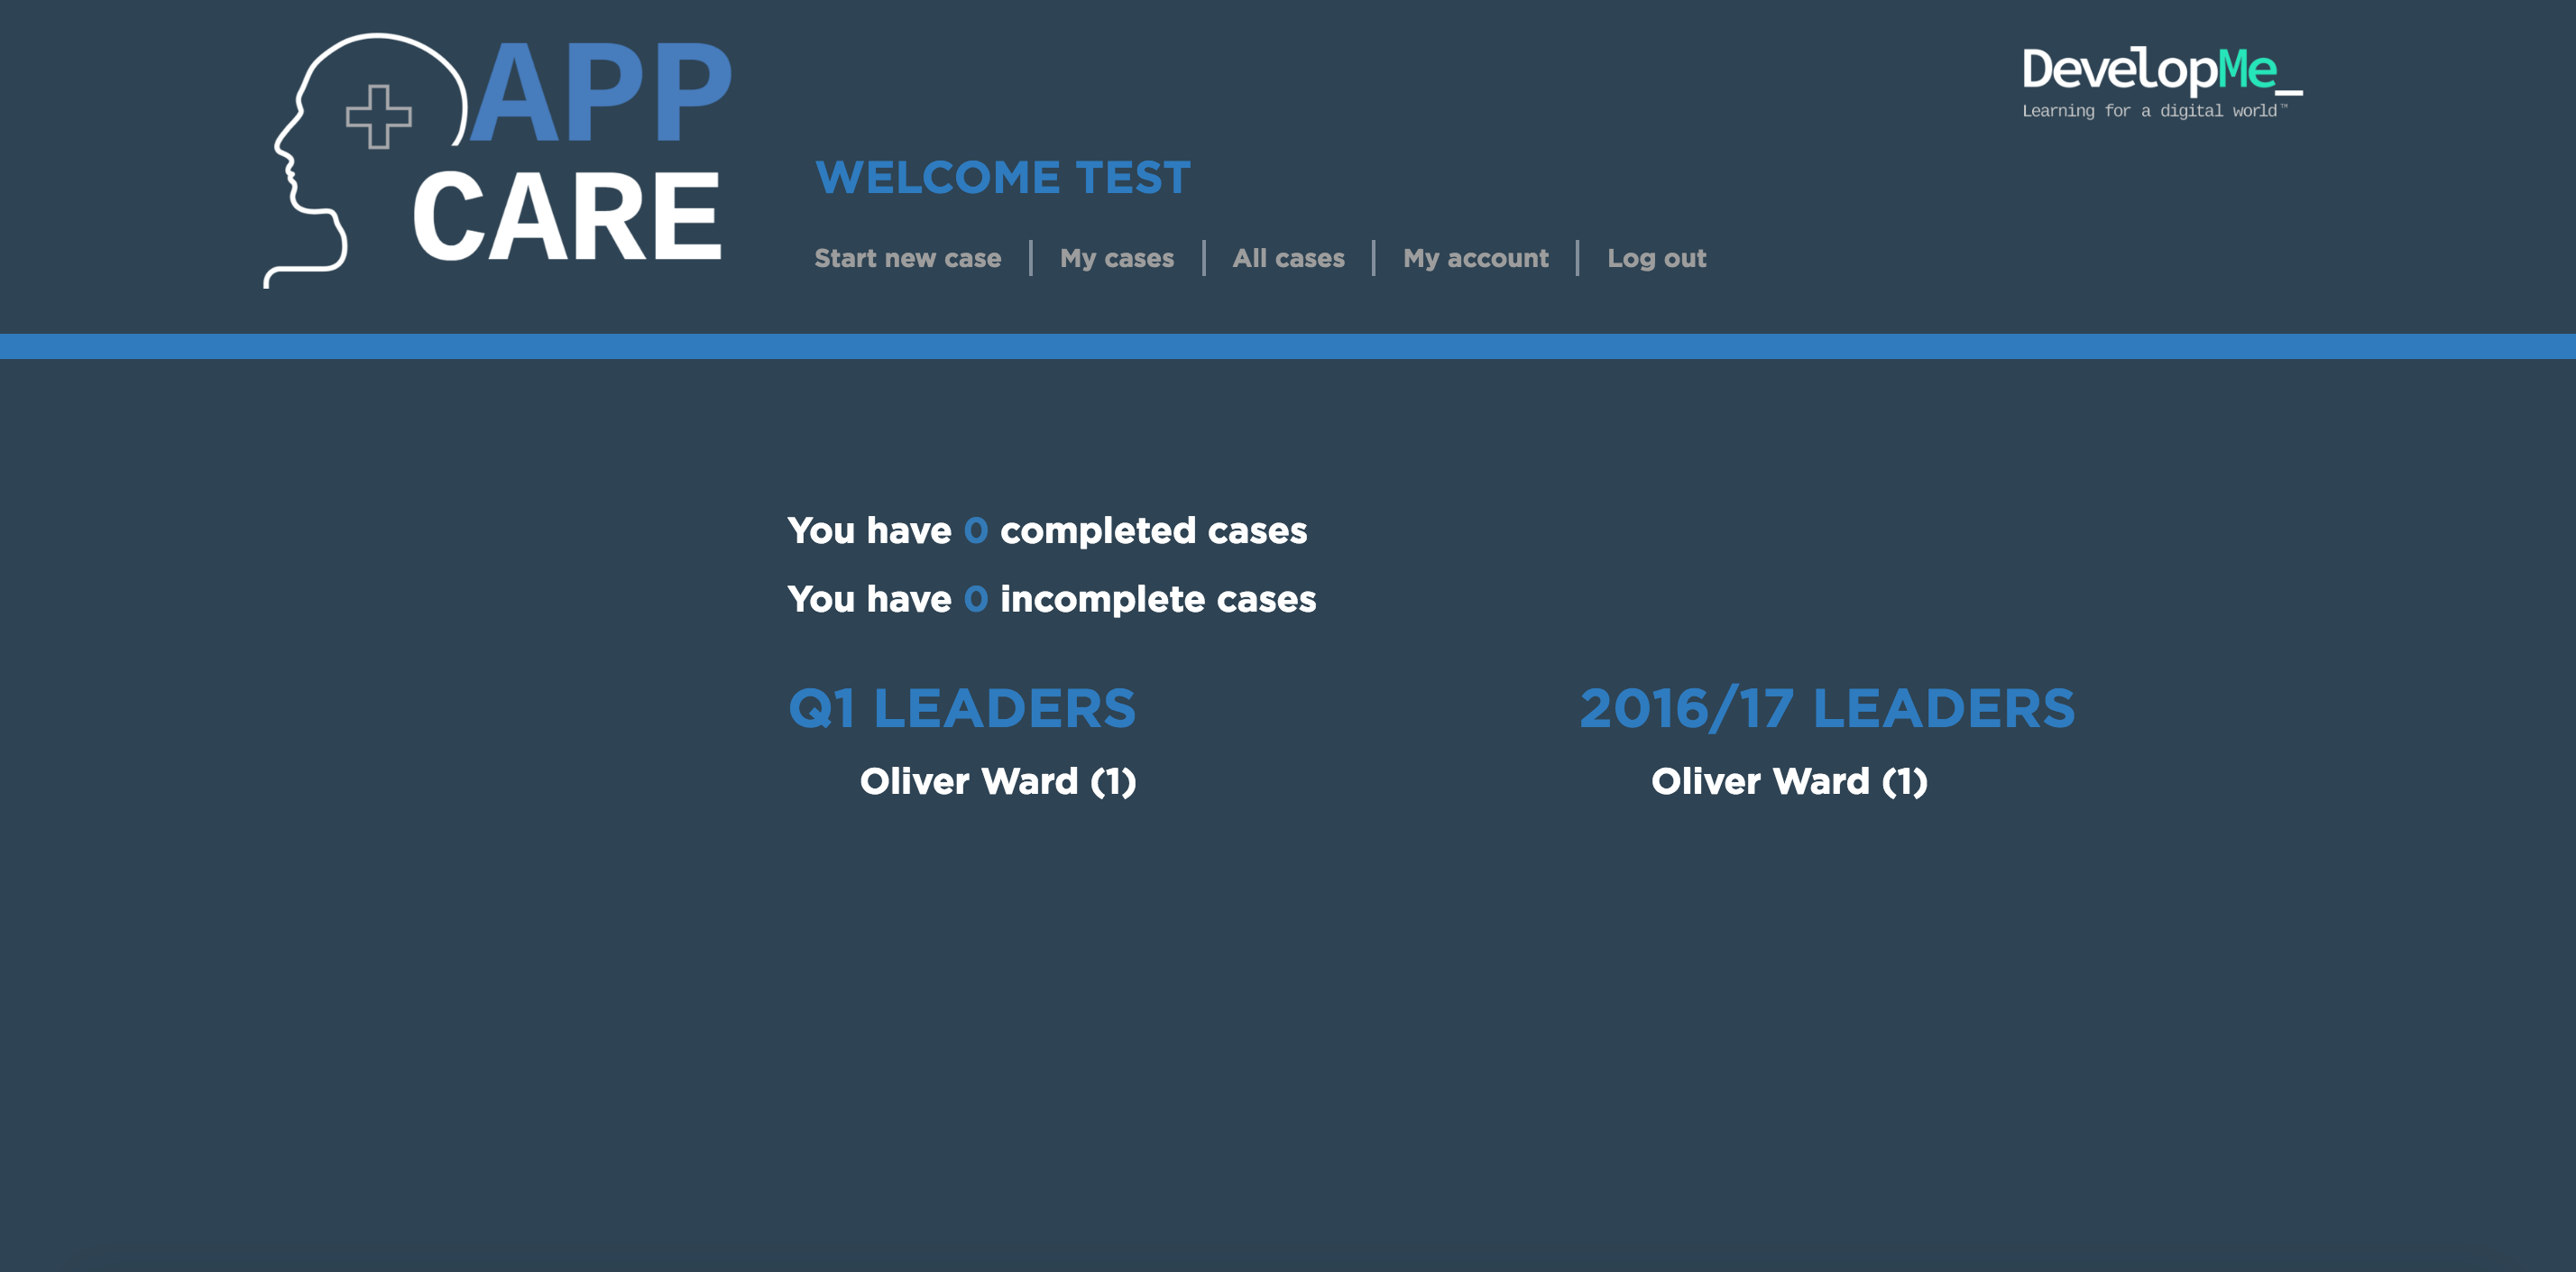 APP
CARE
DevelopMe_
Learning for a digital world™
WELCOME TEST
Start new case | My cases | All cases | My account | Log out
You have 0 completed cases
You have 0 incomplete cases
Q1 LEADERS
Oliver Ward (1)
2016/17 LEADERS
Oliver Ward (1)